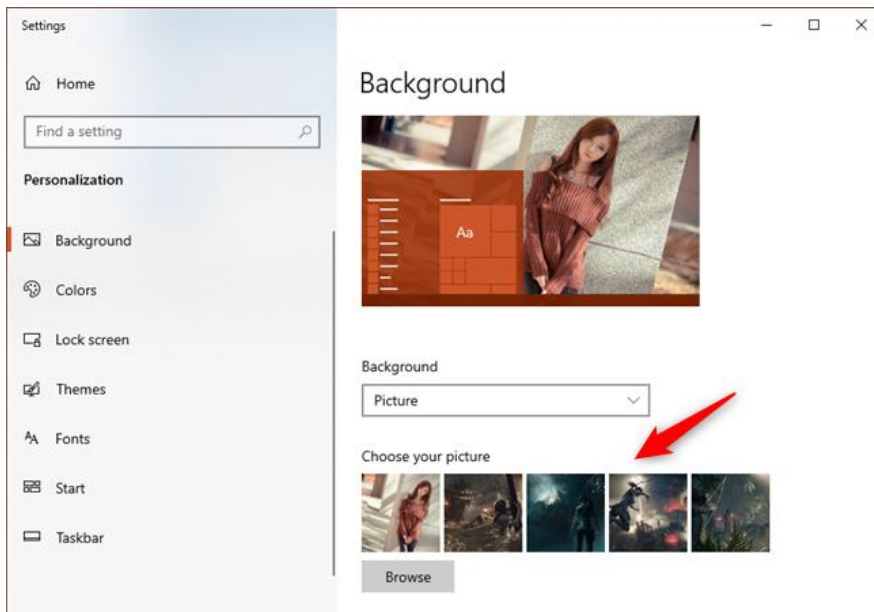 Settings
Home
Find a setting
Personalization
Background
Colors
Lock screen
Themes
Fonts
Start
Taskbar
Background
Aa
Background
Picture
Choose your picture
Browse